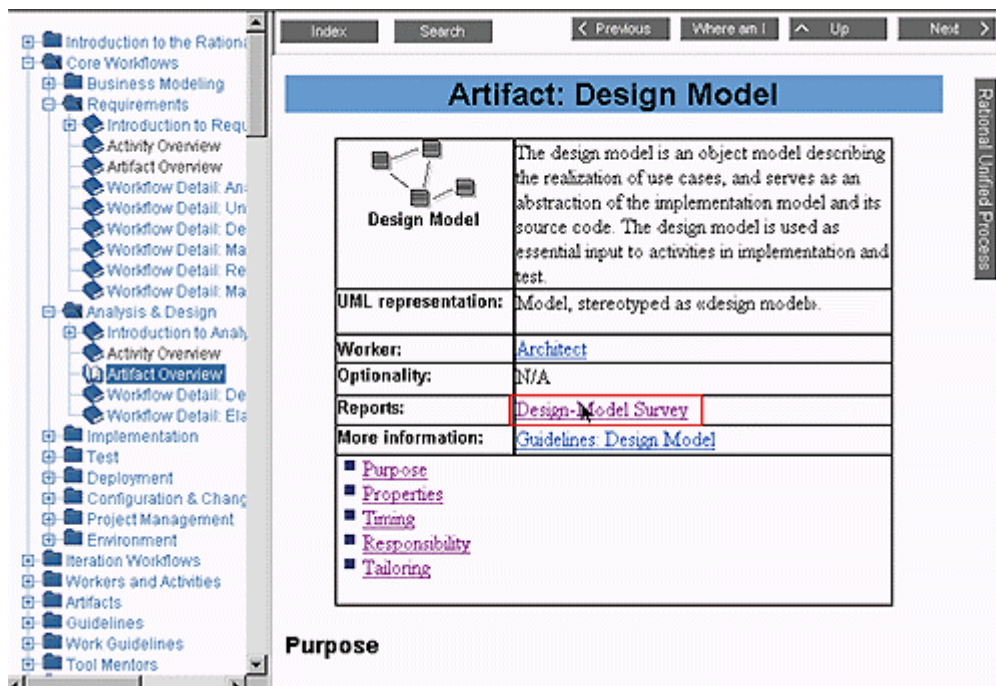 Introduction to the Rationa
Core Workflows
Business Modeling
Requirements
Introduction to Requ
Activity Overview
Artifact Overview
Workflow Detail: An
Workflow Detail: Un
Workflow Detail: De
Workflow Detail: Ma
Workflow Detail: Re
Workflow Detail: Ma
Analysis & Design
Introduction to Analy
Activity Overview
Artifact Overview
Workflow Detail: De
Workflow Detail: Ela
Implementation
Test
Deployment
Configuration & Chang
Project Management
Environment
Iteration Workflows
Workers and Activities
Artifacts
Guidelines
Work Guidelines
Tool Mentors
Index Search Previous Where am I Up Next
Artifact: Design Model
Rational Unified Process
Design Model
The design model is an object model describing
the realization of use cases, and serves as an
abstraction of the implementation model and its
source code. The design model is used as
essential input to activities in implementation and
test.
UML representation: Model, stereotyped as «design model».
Worker: Architect
Optionality: N/A
Reports: Design-Model Survey
More information: Guidelines: Design Model
Purpose
Properties
Timing
Responsibility
Tailoring
Purpose